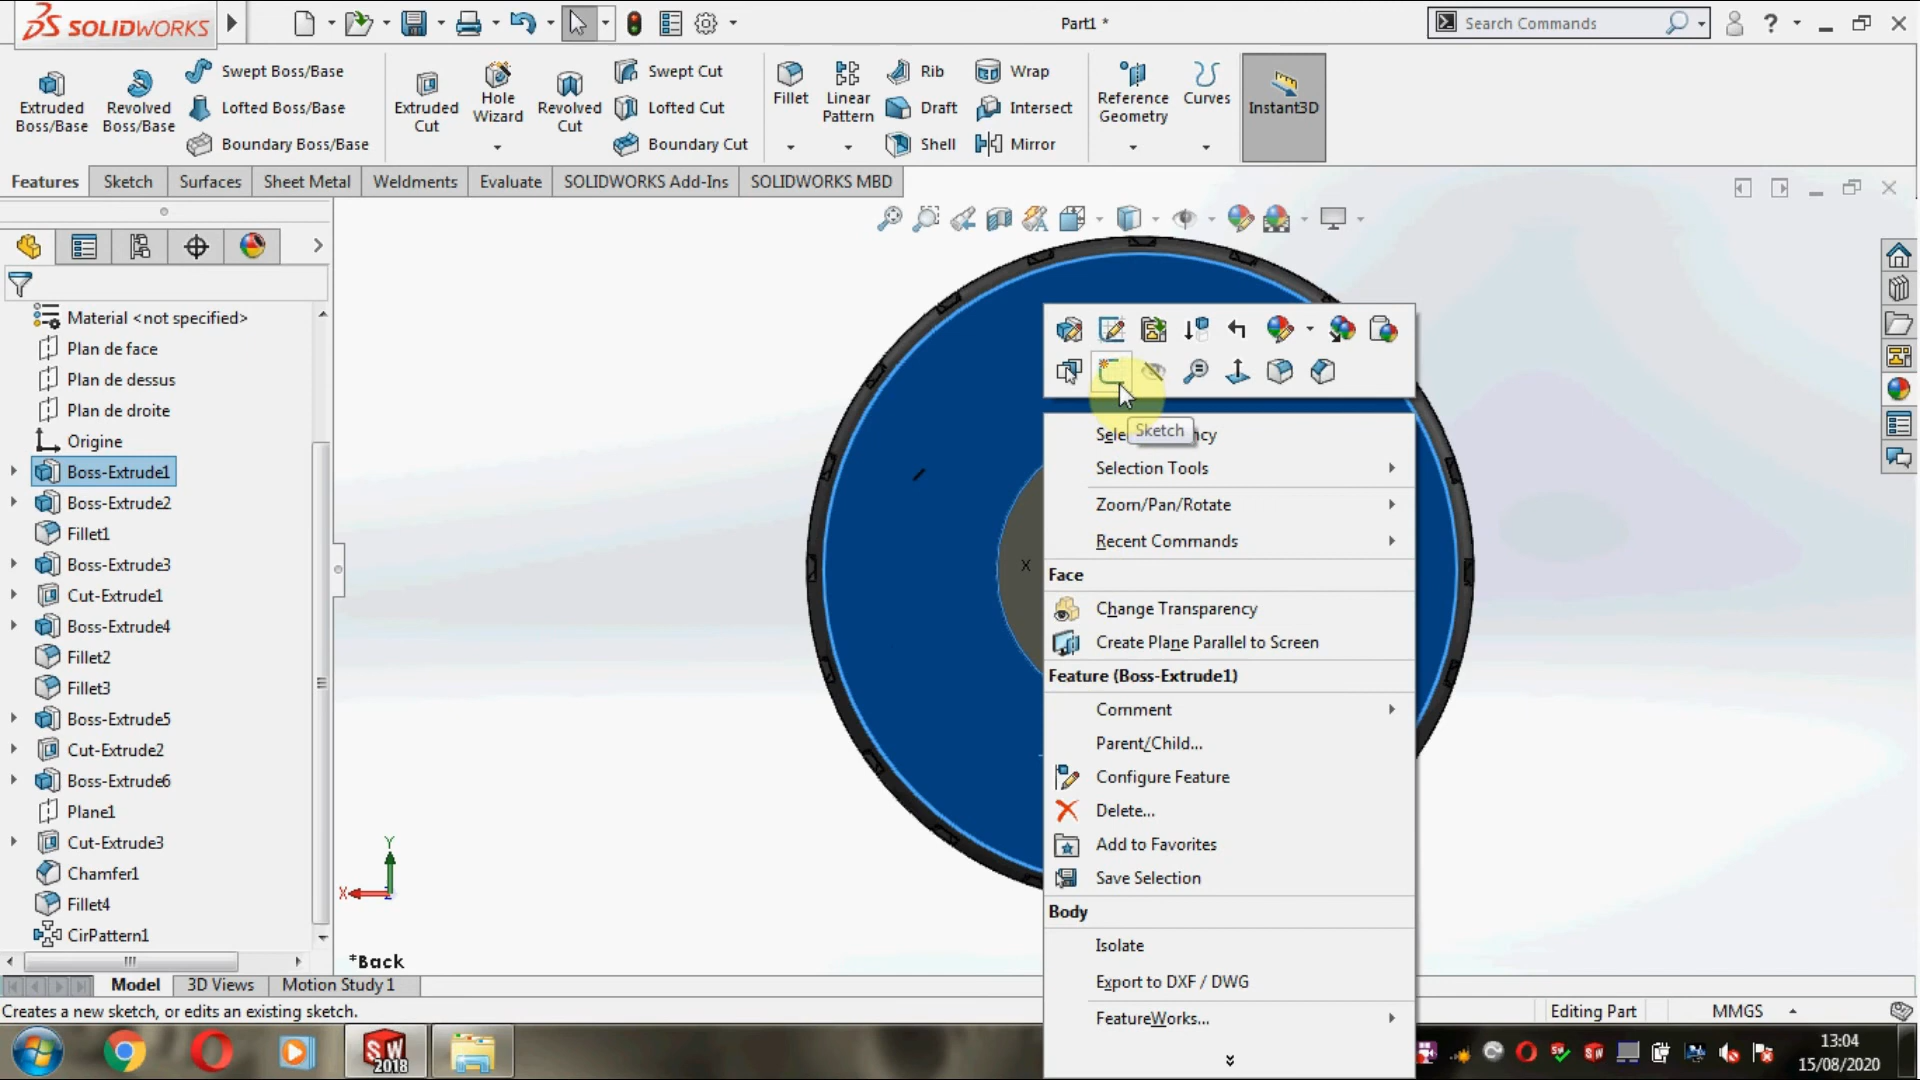 SOLIDWORKS
Part1 *
Search Commands
Extruded Boss/Base
Revolved Boss/Base
Swept Boss/Base
Lofted Boss/Base
Boundary Boss/Base
Extruded Cut
Hole Wizard
Revolved Cut
Swept Cut
Lofted Cut
Boundary Cut
Fillet
Linear Pattern
Rib
Draft
Shell
Wrap
Intersect
Mirror
Reference Geometry
Curves
Instant3D
Features
Sketch
Surfaces
Sheet Metal
Weldments
Evaluate
SOLIDWORKS Add-Ins
SOLIDWORKS MBD
Material <not specified>
Plan de face
Plan de dessus
Plan de droite
Origine
Boss-Extrude1
Boss-Extrude2
Fillet1
Boss-Extrude3
Cut-Extrude1
Boss-Extrude4
Fillet2
Fillet3
Boss-Extrude5
Cut-Extrude2
Boss-Extrude6
Plane1
Cut-Extrude3
Chamfer1
Fillet4
CirPattern1
Y
X
*Back
X
Sketch
Selection Tools
Zoom/Pan/Rotate
Recent Commands
Face
Change Transparency
Create Plane Parallel to Screen
Feature (Boss-Extrude1)
Comment
Parent/Child...
Configure Feature
Delete...
Add to Favorites
Save Selection
Body
Isolate
Export to DXF / DWG
FeatureWorks...
Model
3D Views
Motion Study 1
Creates a new sketch, or edits an existing sketch.
Editing Part
MMGS
SW
2018
13:04
15/08/2020